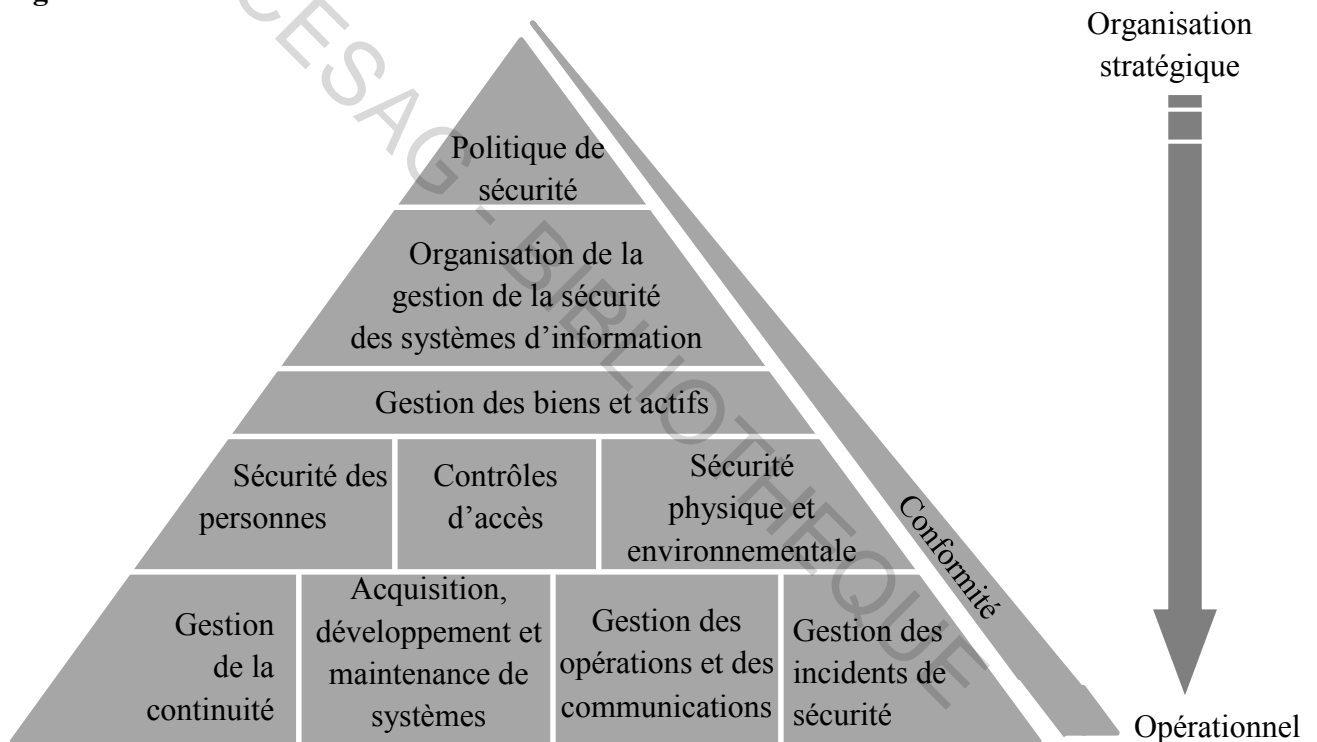 Organisation
stratégique
Politique de
sécurité
Organisation de la
gestion de la sécurité
des systèmes d’information
Gestion des biens et actifs
Sécurité des
personnes
Contrôles
d’accès
Sécurité
physique et
environnementale
Conformité
Gestion
de la
continuité
Acquisition,
développement et
maintenance de
systèmes
Gestion des
opérations et des
communications
Gestion des
incidents de
sécurité
Opérationnel
CESAG - BIBLIOTHEQUE